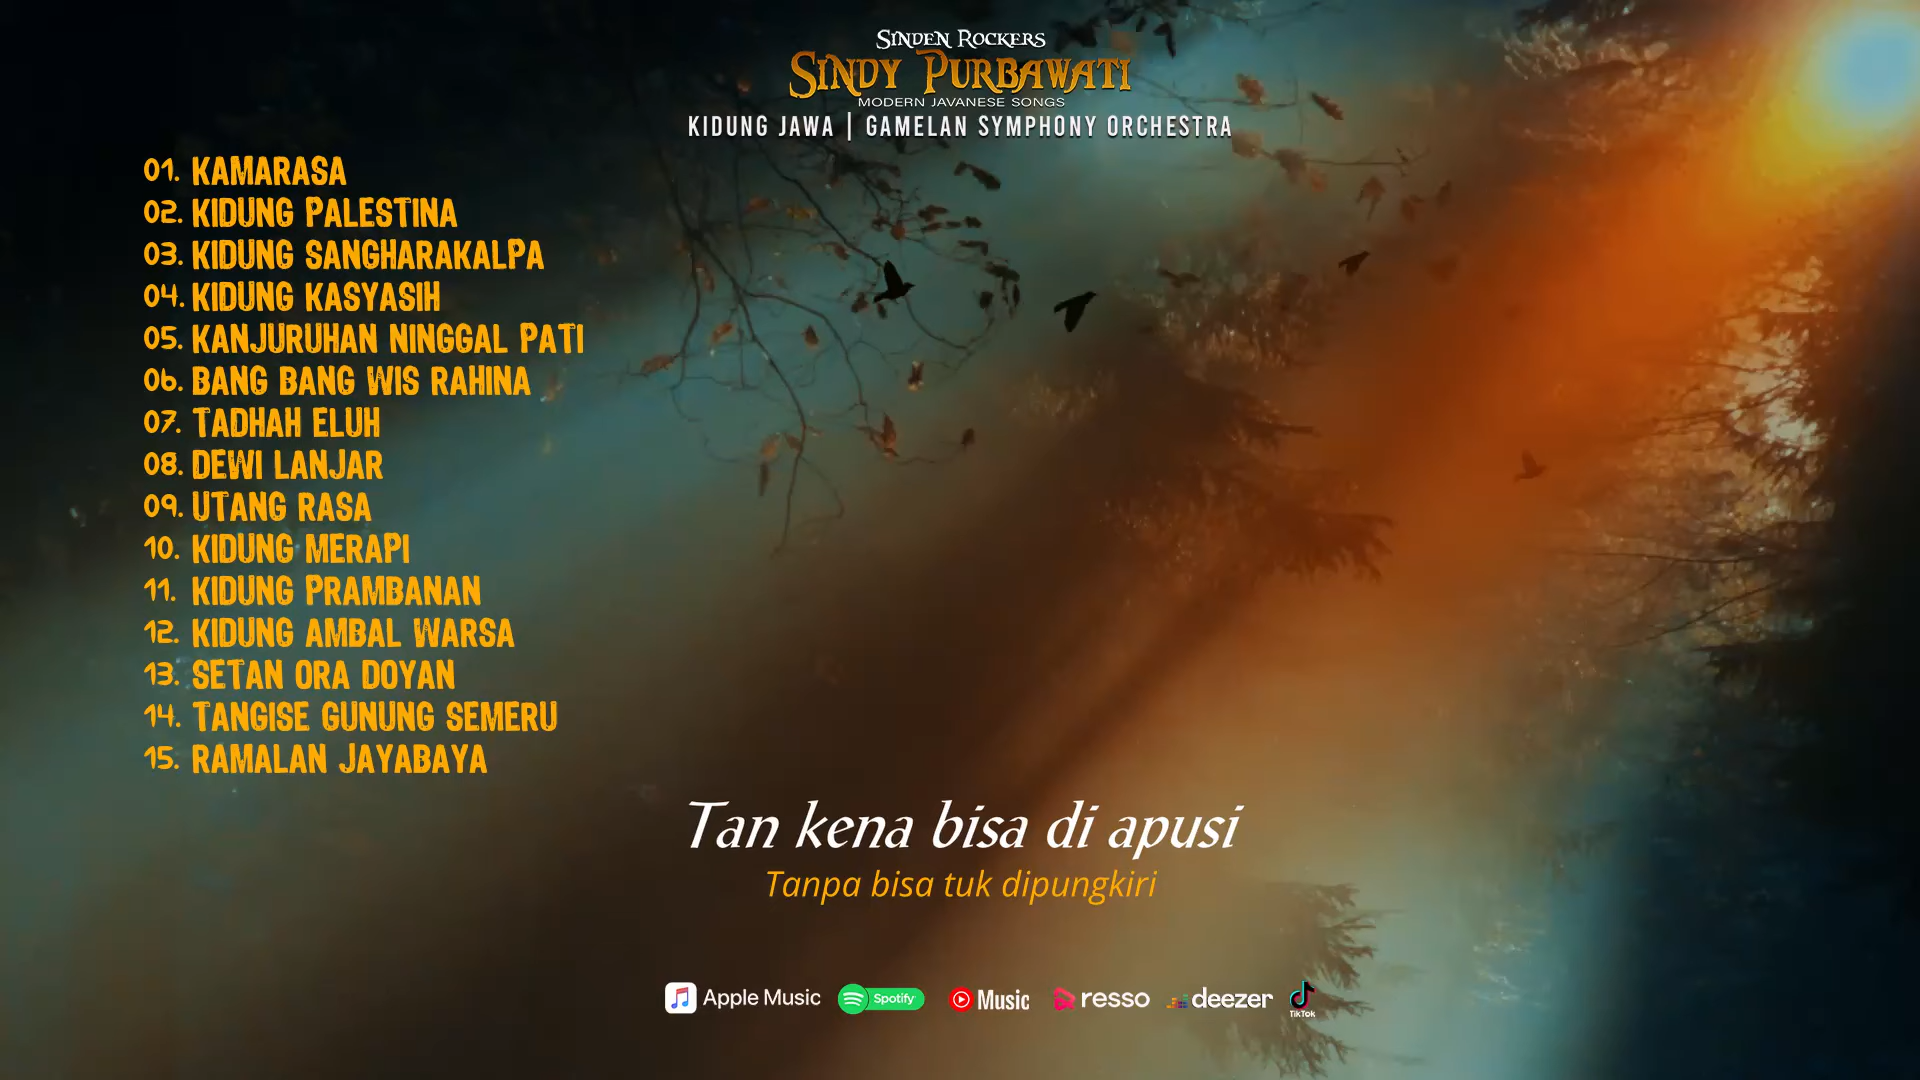 SINDEN ROCKERS
SINDY PURBAWATI
MODERN JAVANESE SONGS
KIDUNG JAWA | GAMELAN SYMPHONY ORCHESTRA
01. KAMARASA
02. KIDUNG PALESTINA
03. KIDUNG SANGHARAKALPA
04. KIDUNG KASYASIH
05. KANJURUHAN NINGGAL PATI
06. BANG BANG WIS RAHINA
07. TADHAH ELUH
08. DEWI LANJAR
09. UTANG RASA
10. KIDUNG MERAPI
11. KIDUNG PRAMBANAN
12. KIDUNG AMBAL WARSA
13. SETAN ORA DOYAN
14. TANGISE GUNUNG SEMERU
15. RAMALAN JAYABAYA
Tan kena bisa di apusi
Tanpa bisa tuk dipungkiri
Apple Music Spotify Music resso deezer TikTok